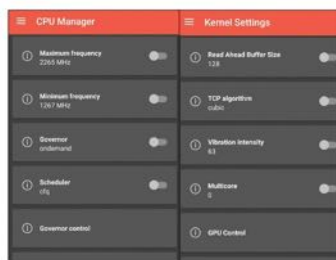 CPU Manager
Maximum frequency
2265 MHz
Minimum frequency
1267 MHz
Governor
ondemand
Scheduler
cfq
Governor control
Kernel Settings
Read Ahead Buffer Size
128
TCP algorithm
cubic
Vibration intensity
63
Multicore
0
GPU Control